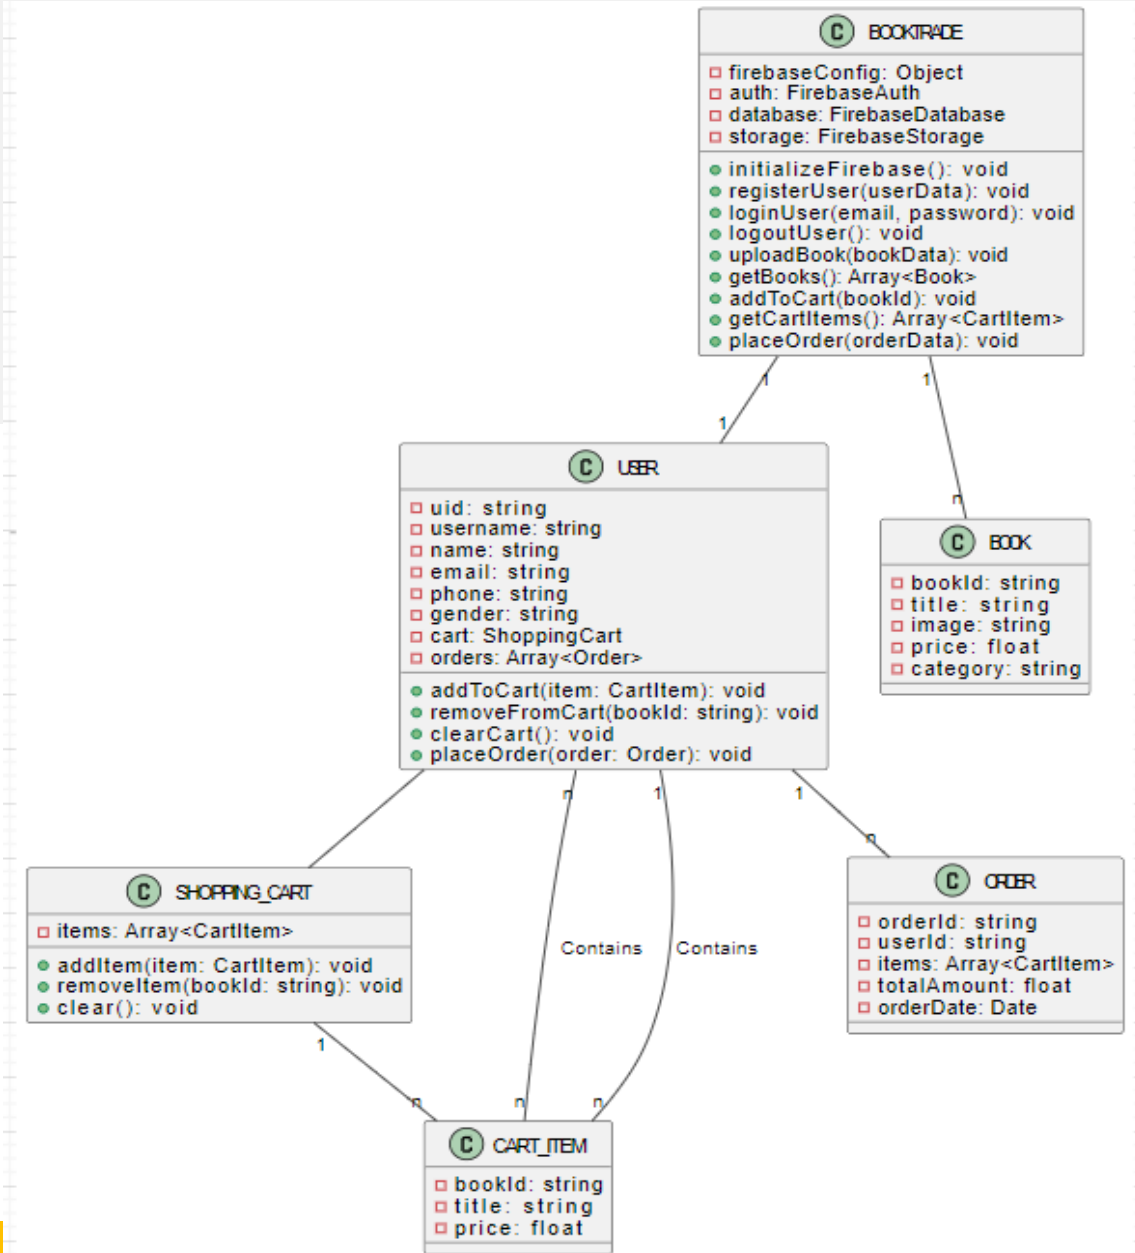 C BOOKTRADE
firebaseConfig: Object
auth: FirebaseAuth
database: FirebaseDatabase
storage: FirebaseStorage
initializeFirebase(): void
registerUser(userData): void
loginUser(email, password): void
logoutUser(): void
uploadBook(bookData): void
getBooks(): Array<Book>
addToCart(bookId): void
getCartItems(): Array<CartItem>
placeOrder(orderData): void
1
1
1
n
C USER
uid: string
username: string
name: string
email: string
phone: string
gender: string
cart: ShoppingCart
orders: Array<Order>
addToCart(item: CartItem): void
removeFromCart(bookId: string): void
clearCart(): void
placeOrder(order: Order): void
C BOOK
bookId: string
title: string
image: string
price: float
category: string
n
1
1
n
C SHOPPING_CART
items: Array<CartItem>
addItem(item: CartItem): void
removeItem(bookId: string): void
clear(): void
Contains
Contains
C ORDER
orderId: string
userId: string
items: Array<CartItem>
totalAmount: float
orderDate: Date
1
n
n
n
C CART_ITEM
bookId: string
title: string
price: float